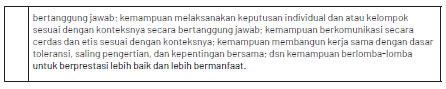 bertanggung jawab; kemampuan melaksanakan keputusan individual dan atau kelompok
sesuai dengan konteksnya secara bertanggung jawab; kemampuan berkomunikasi secara
cerdas dan etis sesuai dengan konteksnya; kemampuan membangun kerja sama dengan dasar
toleransi, saling pengertian, dan kepentingan bersama; dsn kemampuan berlomba-lomba
untuk berprestasi lebih baik dan lebih bermanfaat.